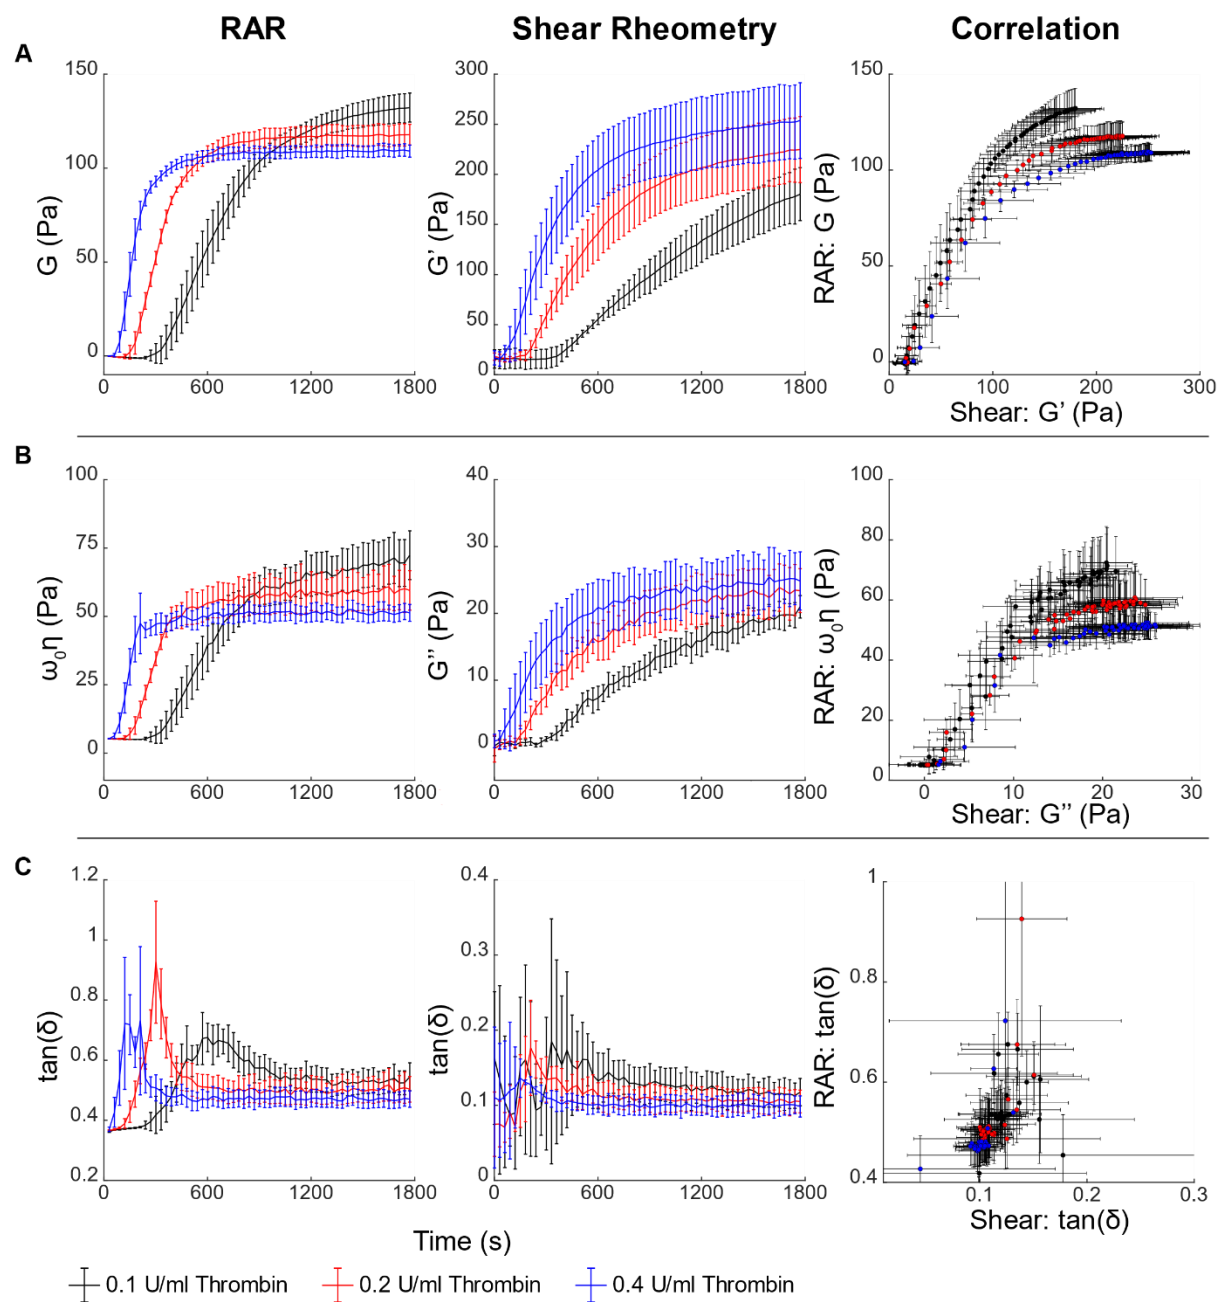 RAR Shear Rheometry Correlation
A
150
100
50
0
G (Pa)
0 600 1200 1800
300
250
200
150
100
50
0
G' (Pa)
0 600 1200 1800
150
100
50
0
RAR: G (Pa)
0 100 200 300
Shear: G' (Pa)
B
100
75
50
25
0
ω₀η (Pa)
0 600 1200 1800
40
30
20
10
0
G'' (Pa)
0 600 1200 1800
100
80
60
40
20
0
RAR: ω₀η (Pa)
0 10 20 30
Shear: G'' (Pa)
C
1.2
1
0.8
0.6
0.4
0.2
tan(δ)
0 600 1200 1800
0.4
0.3
0.2
0.1
0
tan(δ)
0 600 1200 1800
1
0.8
0.6
0.4
RAR: tan(δ)
0.1 0.2 0.3
Shear: tan(δ)
Time (s)
0.1 U/ml Thrombin 0.2 U/ml Thrombin 0.4 U/ml Thrombin